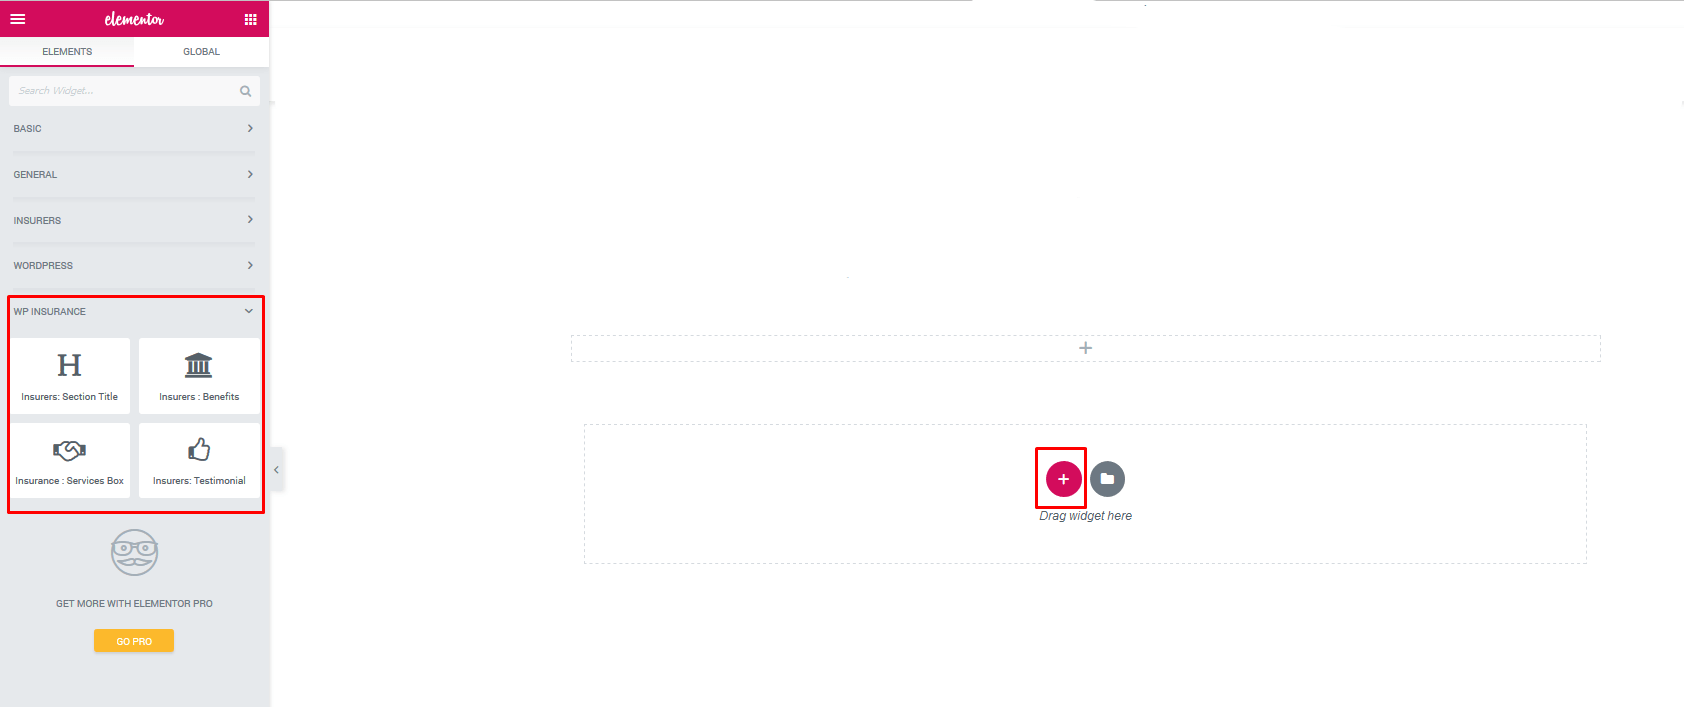 elementor
ELEMENTS GLOBAL
Search Widget...
BASIC
GENERAL
INSURERS
WORDPRESS
WP INSURANCE
H
Insurers: Section Title
Insurers : Benefits
Insurance : Services Box
Insurers: Testimonial
GET MORE WITH ELEMENTOR PRO
GO PRO
Drag widget here